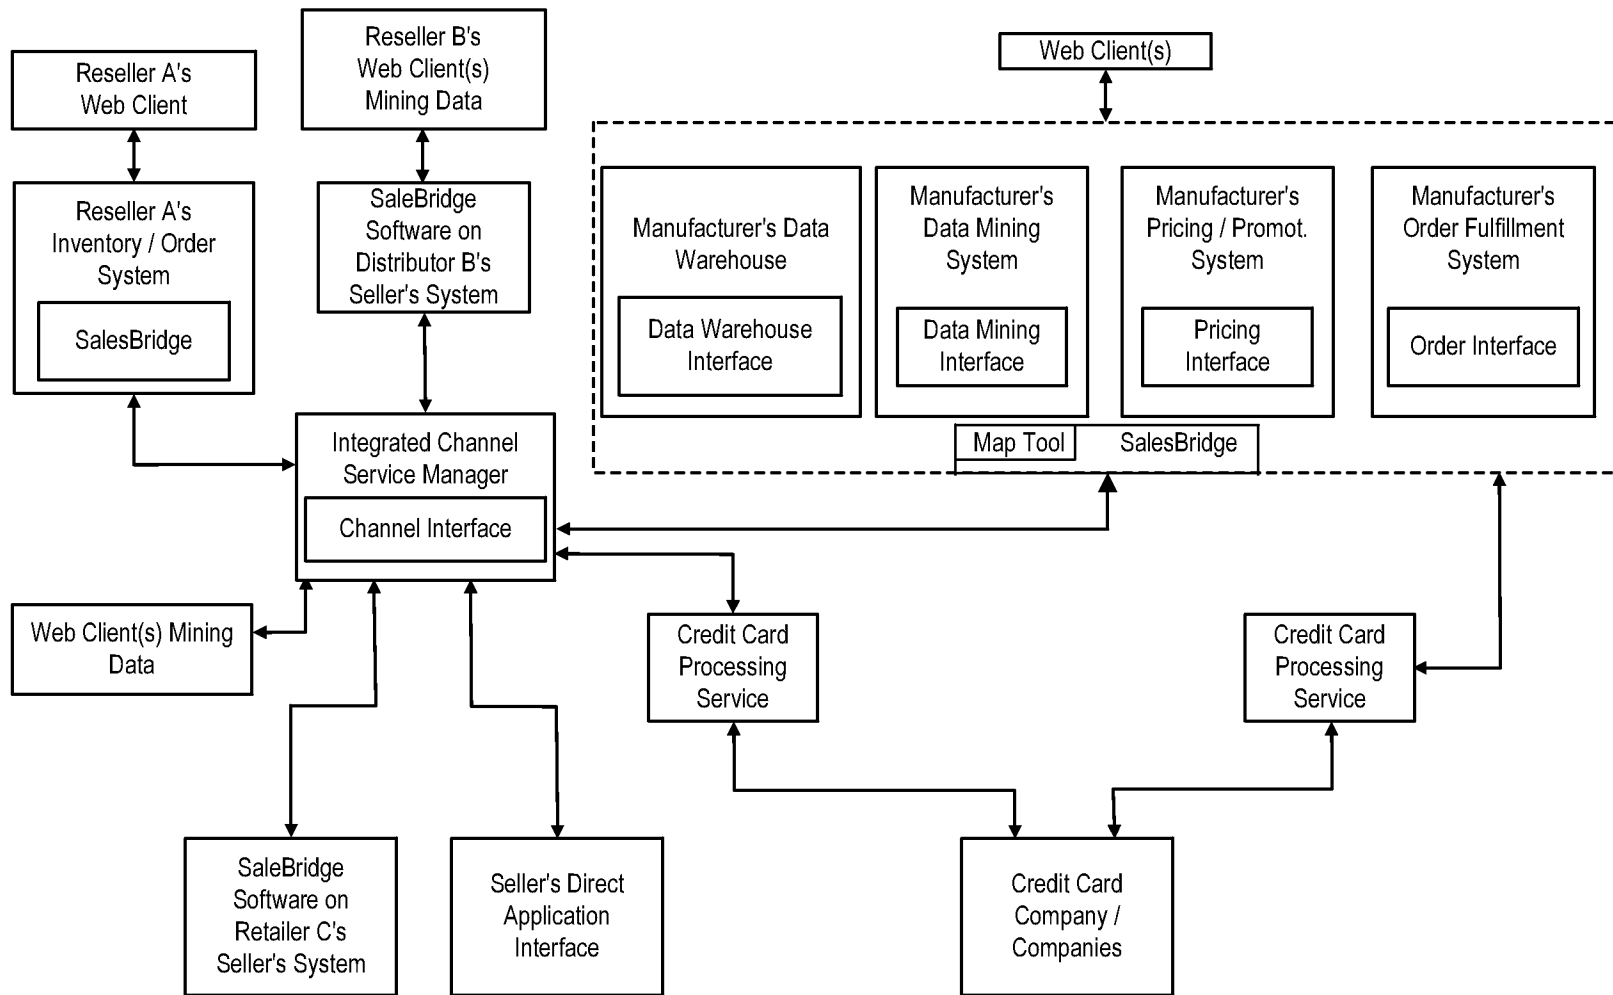 Reseller A's
Web Client
Reseller B's
Web Client(s)
Mining Data
Web Client(s)
Reseller A's
Inventory / Order
System
SalesBridge
SaleBridge
Software on
Distributor B's
Seller's System
Manufacturer's Data
Warehouse
Data Warehouse
Interface
Manufacturer's
Data Mining
System
Data Mining
Interface
Manufacturer's
Pricing / Promot.
System
Pricing
Interface
Manufacturer's
Order Fulfillment
System
Order Interface
Map Tool
SalesBridge
Integrated Channel
Service Manager
Channel Interface
Web Client(s) Mining
Data
Credit Card
Processing
Service
Credit Card
Processing
Service
SaleBridge
Software on
Retailer C's
Seller's System
Seller's Direct
Application
Interface
Credit Card
Company /
Companies